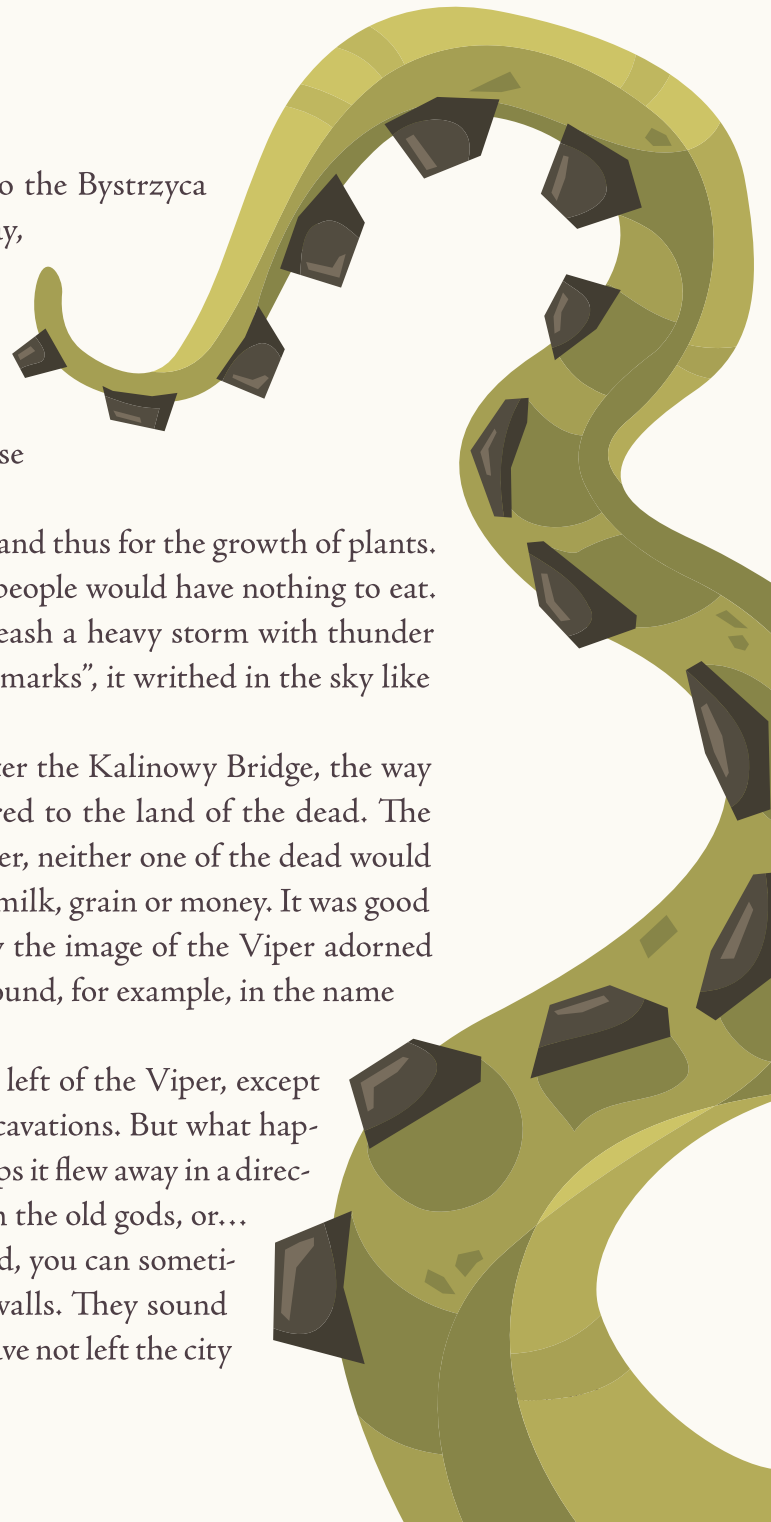 o the Bystrzyca
y,
se
and thus for the growth of plants.
people would have nothing to eat.
eash a heavy storm with thunder
marks”, it writhed in the sky like
er the Kalinowy Bridge, the way
red to the land of the dead. The
er, neither one of the dead would
milk, grain or money. It was good
y the image of the Viper adorned
ound, for example, in the name
left of the Viper, except
cavations. But what hap-
ps it flew away in a direc-
n the old gods, or…
d, you can someti-
walls. They sound
ve not left the city